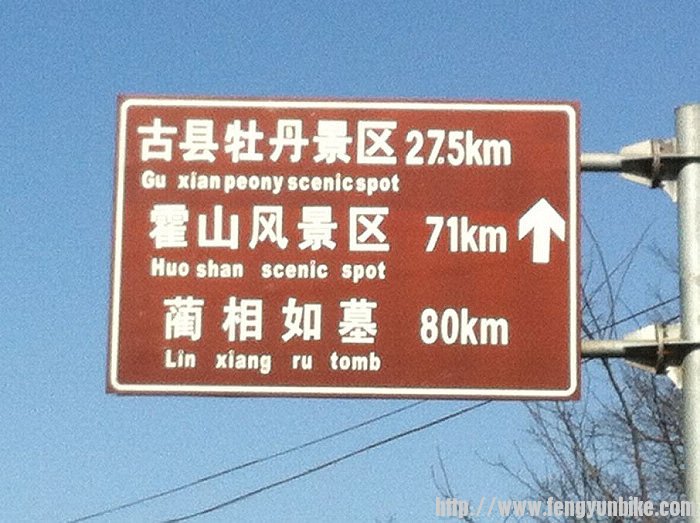 古县牡丹景区 27.5km
Gu xian peony scenic spot
霍山风景区 71km
Huo shan scenic spot
蔺相如墓 80km
Lin xiang ru tomb
http://www.fengyunbike.com